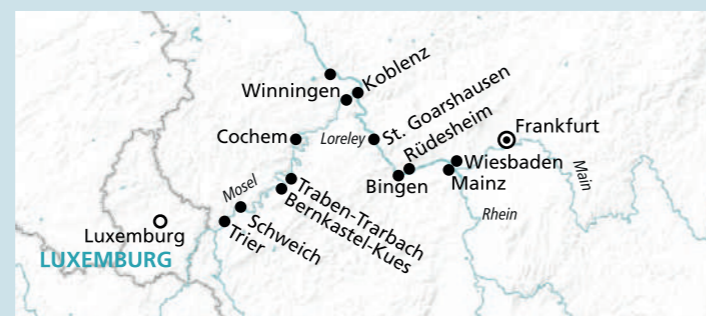 Koblenz
Winningen
St. Goarshausen
Cochem
Loreley
Rüdesheim
Frankfurt
Wiesbaden
Bingen
Mainz
Main
Mosel
Traben-Trarbach
Bernkastel-Kues
Rhein
Schweich
Trier
Luxemburg
LUXEMBURG